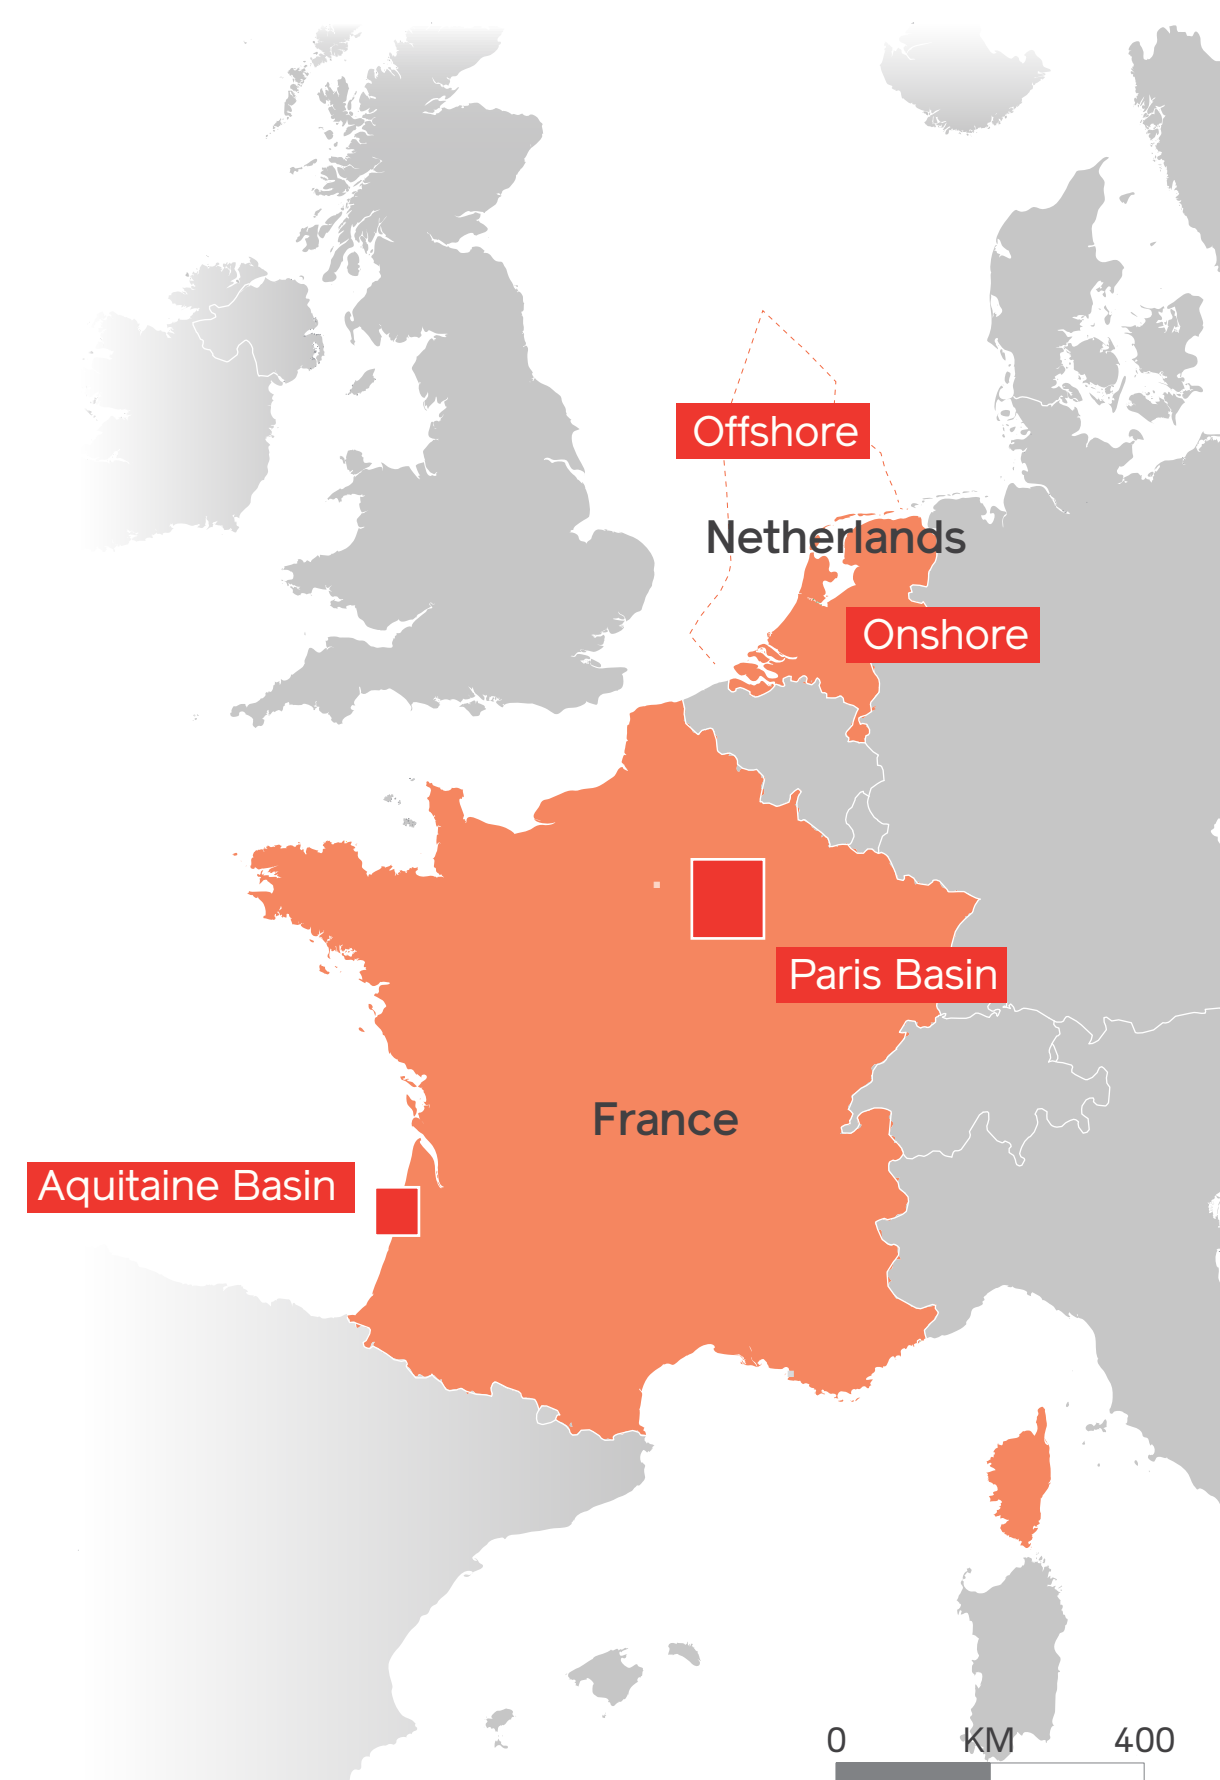 Offshore
Netherlands
Onshore
Paris Basin
France
Aquitaine Basin
0 KM 400